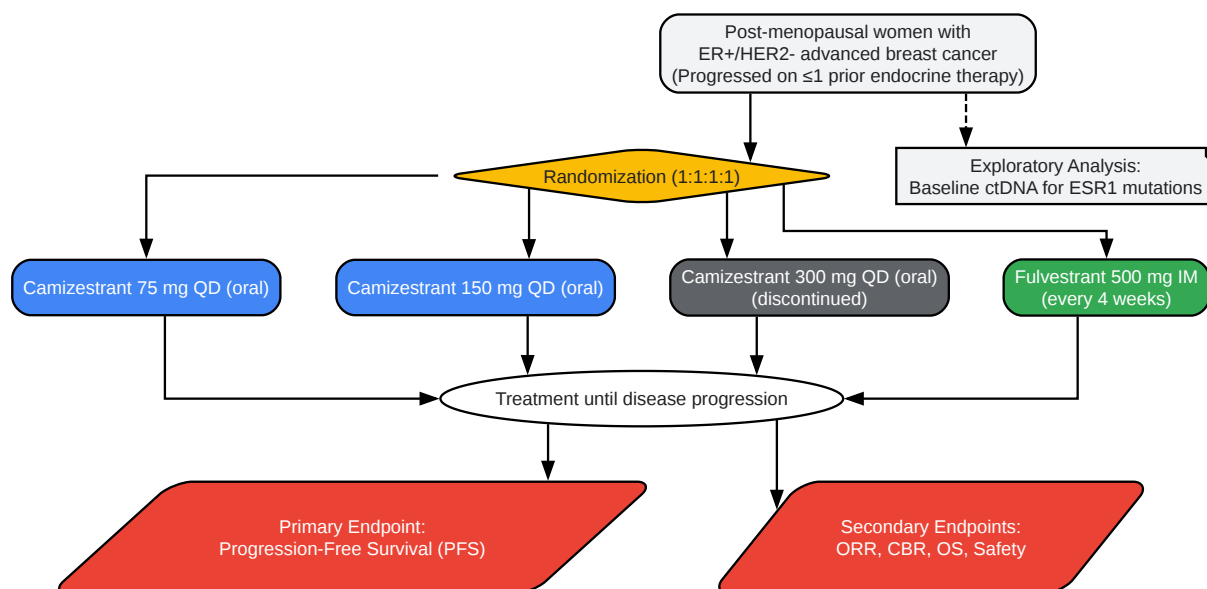 Post-menopausal women with
ER+/HER2- advanced breast cancer
(Progressed on ≤1 prior endocrine therapy)
Exploratory Analysis:
Baseline ctDNA for ESR1 mutations
Randomization (1:1:1:1)
Camizestrant 75 mg QD (oral)
Camizestrant 150 mg QD (oral)
Camizestrant 300 mg QD (oral)
(discontinued)
Fulvestrant 500 mg IM
(every 4 weeks)
Treatment until disease progression
Primary Endpoint:
Progression-Free Survival (PFS)
Secondary Endpoints:
ORR, CBR, OS, Safety